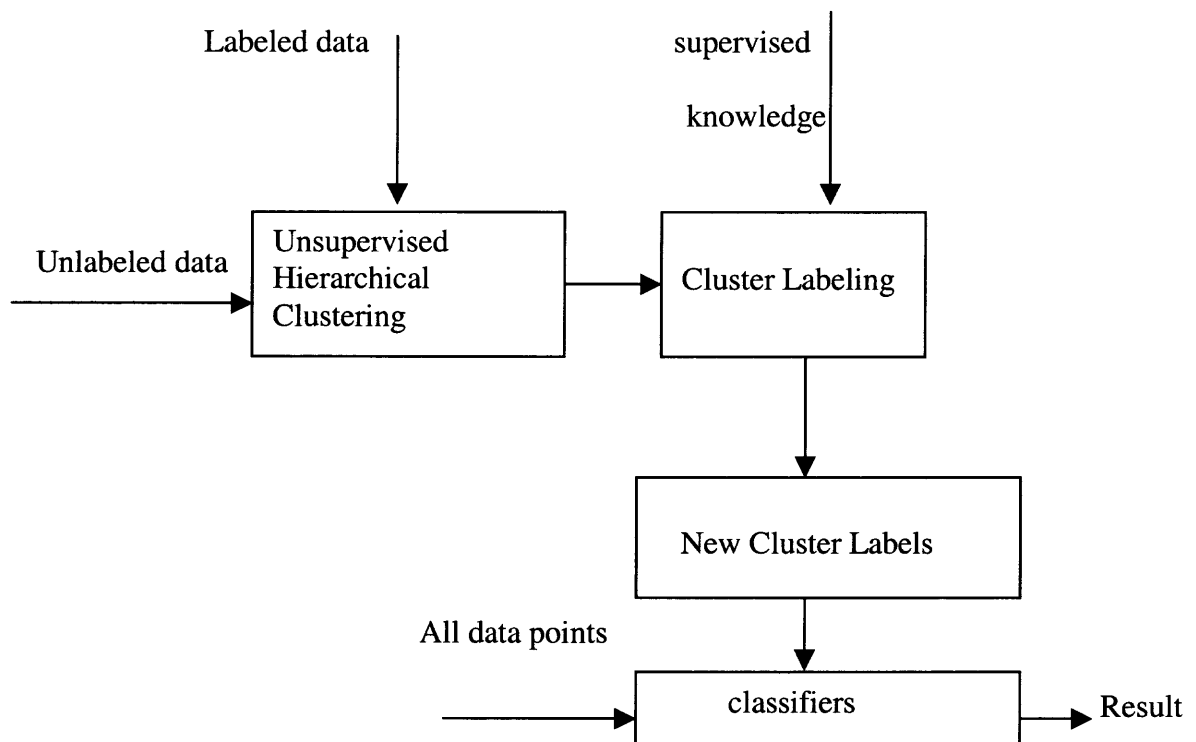 Labeled data
supervised
knowledge
Unlabeled data
Unsupervised
Hierarchical
Clustering
Cluster Labeling
New Cluster Labels
All data points
classifiers
Result